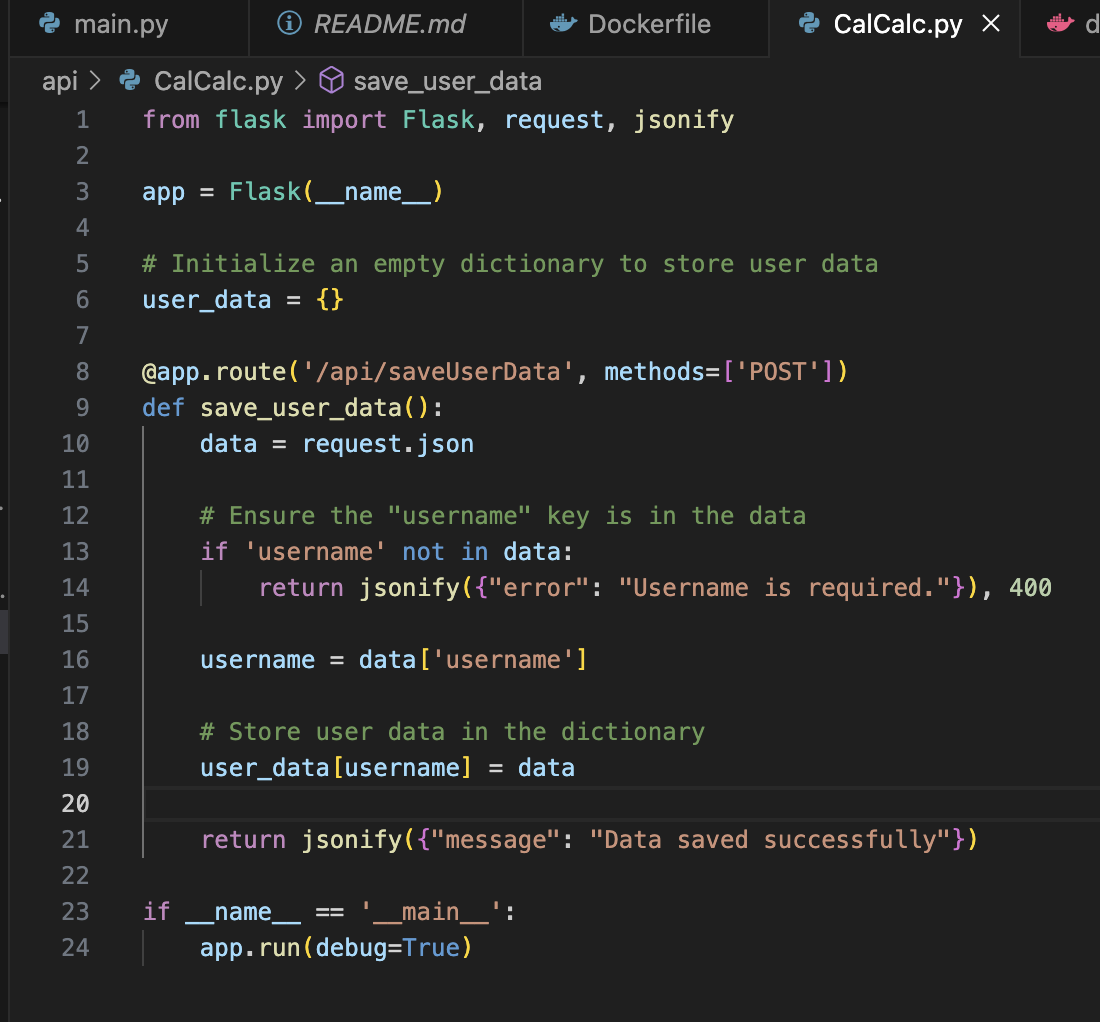 main.py README.md Dockerfile CalCalc.py d
api > CalCalc.py > save_user_data
1 from flask import Flask, request, jsonify
2
3 app = Flask(__name__)
4
5 # Initialize an empty dictionary to store user data
6 user_data = {}
7
8 @app.route('/api/saveUserData', methods=['POST'])
9 def save_user_data():
10     data = request.json
11
12     # Ensure the "username" key is in the data
13     if 'username' not in data:
14         return jsonify({"error": "Username is required."}), 400
15
16     username = data['username']
17
18     # Store user data in the dictionary
19     user_data[username] = data
20
21     return jsonify({"message": "Data saved successfully"})
22
23 if __name__ == '__main__':
24     app.run(debug=True)